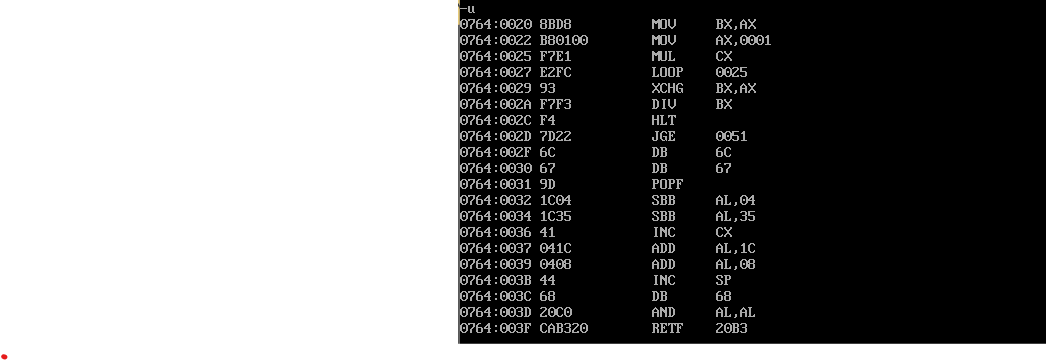 -u
0764:0020 8BD8 MOV BX,AX
0764:0022 B80100 MOV AX,0001
0764:0025 F7E1 MUL CX
0764:0027 E2FC LOOP 0025
0764:0029 93 XCHG BX,AX
0764:002A F7F3 DIV BX
0764:002C F4 HLT
0764:002D 7D22 JGE 0051
0764:002F 6C DB 6C
0764:0030 67 DB 67
0764:0031 9D POPF
0764:0032 1C04 SBB AL,04
0764:0034 1C35 SBB AL,35
0764:0036 41 INC CX
0764:0037 041C ADD AL,1C
0764:0039 0408 ADD AL,08
0764:003B 44 INC SP
0764:003C 68 DB 68
0764:003D 20C0 AND AL,AL
0764:003F CAB320 RETF 20B3